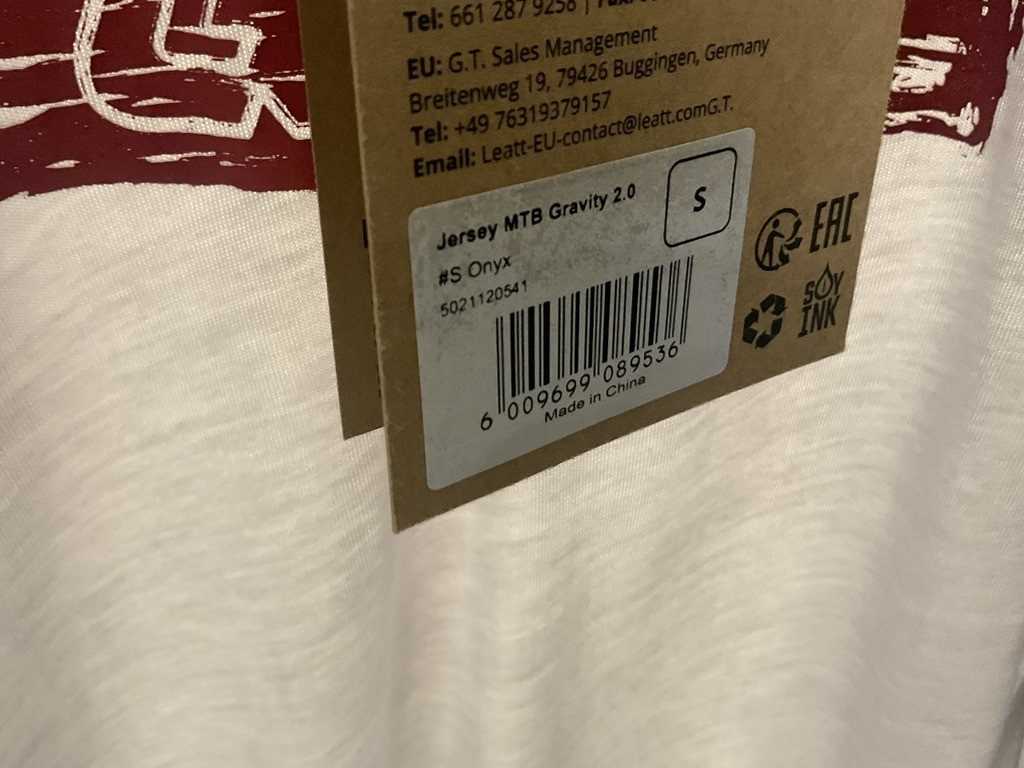 Tel: 661 287 9258 |
EU: G.T. Sales Management
Breitenweg 19, 79426 Buggingen, Germany
Tel: +49 76319379157
Email: Leatt-EU-contact@leatt.comG.T.
Jersey MTB Gravity 2.0
S
#S Onyx
5021120541
6 009699 089536
Made in China
EAC
SOY
INK